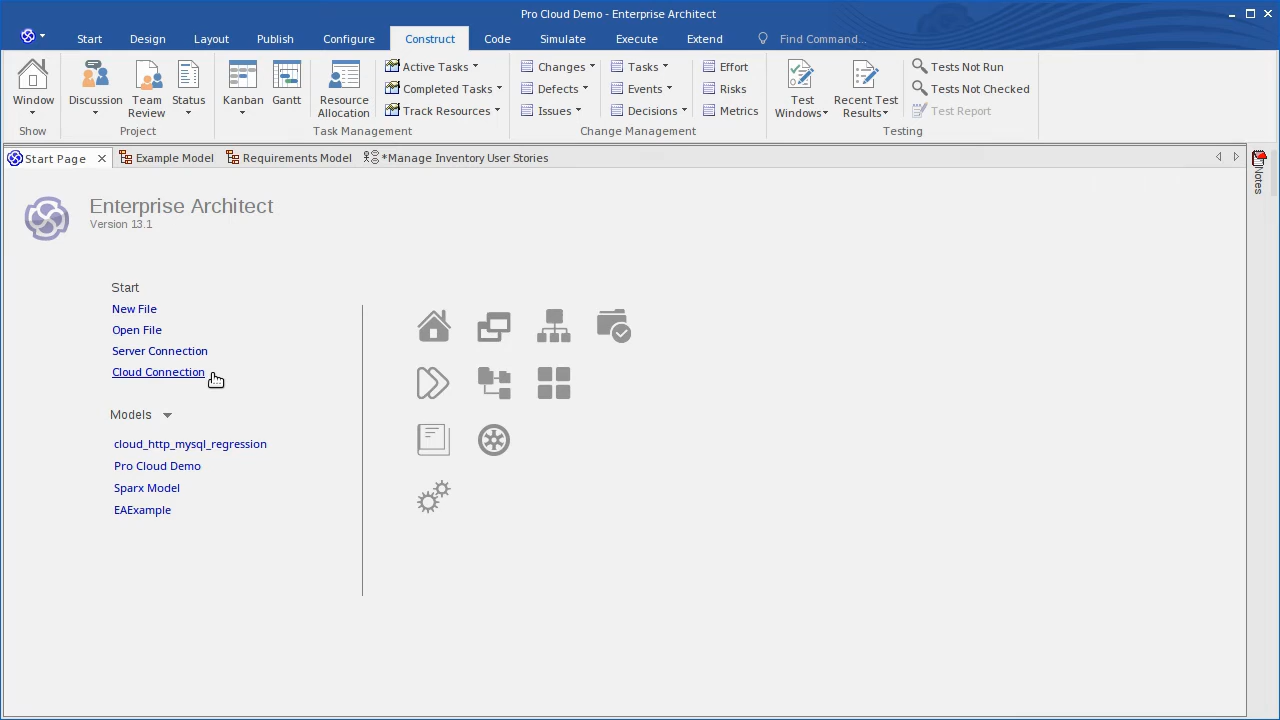 Pro Cloud Demo - Enterprise Architect
Start Design Layout Publish Configure Construct Code Simulate Execute Extend Find Command...
Active Tasks Changes Tasks Effort Tests Not Run
Completed Tasks Defects Events Risks Tests Not Checked
Window Discussion Team Review Status Kanban Gantt Resource Allocation Track Resources Issues Decisions Metrics Test Windows Recent Test Results Test Report
Show Project Task Management Change Management Testing
Start Page Example Model Requirements Model *Manage Inventory User Stories
Notes
Enterprise Architect
Version 13.1
Start
New File
Open File
Server Connection
Cloud Connection
Models
cloud_http_mysql_regression
Pro Cloud Demo
Sparx Model
EAExample